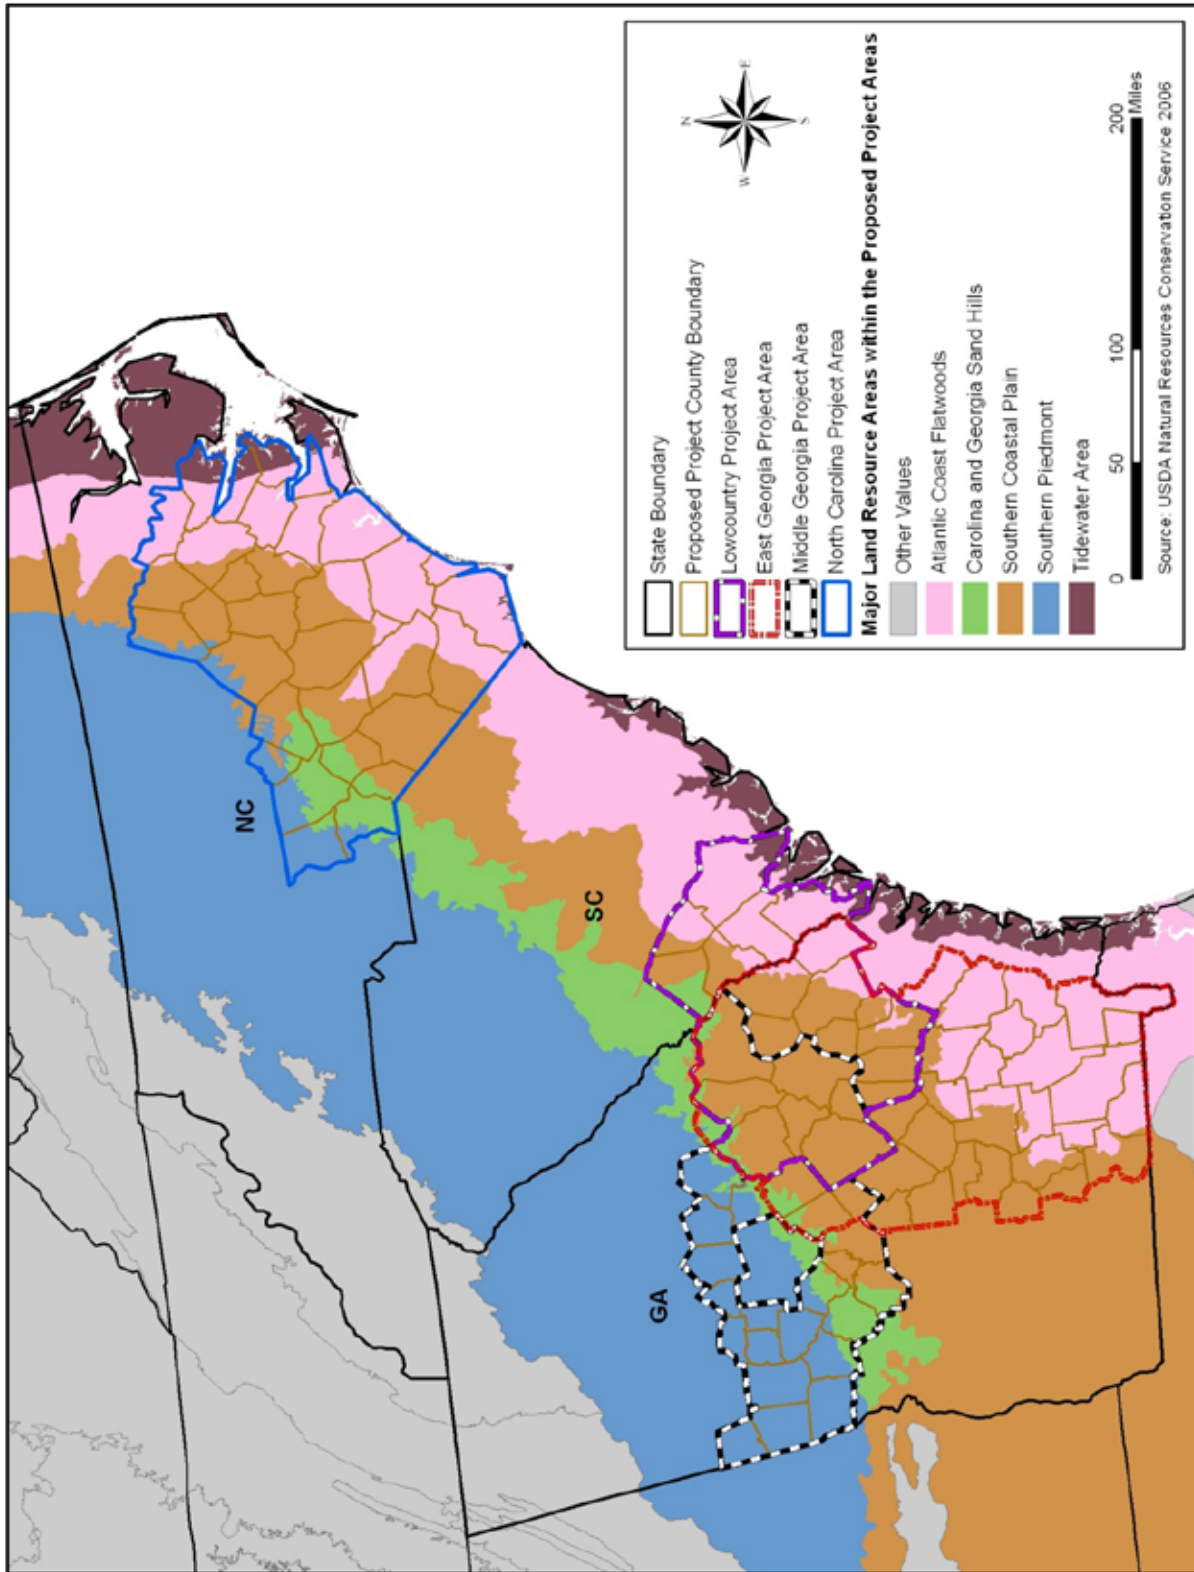 NC
SC
GA
N
W
E
S
State Boundary
Proposed Project County Boundary
Lowcountry Project Area
East Georgia Project Area
Middle Georgia Project Area
North Carolina Project Area
Major Land Resource Areas within the Proposed Project Areas
Other Values
Atlantic Coast Flatwoods
Carolina and Georgia Sand Hills
Southern Coastal Plain
Southern Piedmont
Tidewater Area
0 50 100 200
Miles
Source: USDA Natural Resources Conservation Service 2006